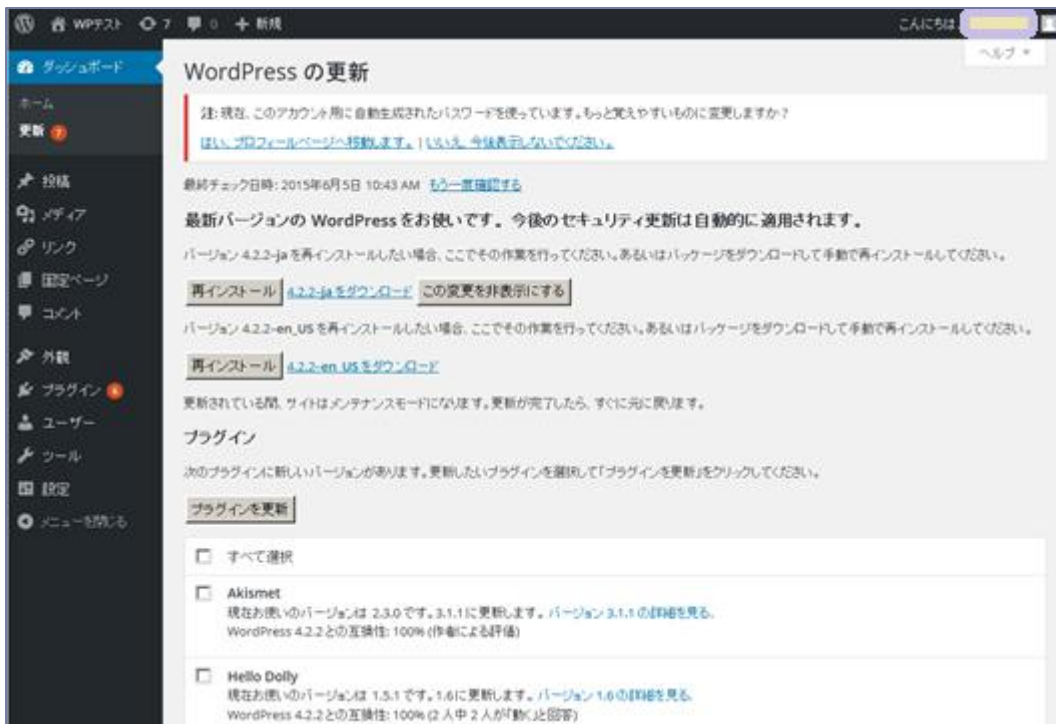 WPテスト 7 0 + 新規 こんにちは
ヘルプ
ダッシュボード
ホーム
更新 7
投稿
メディア
リンク
固定ページ
コメント
外観
プラグイン 6
ユーザー
ツール
設定
メニューを閉じる
WordPress の更新
注: 現在、このアカウント用に自動生成されたパスワードを使っています。もっと覚えやすいものに変更しますか?
はい、プロフィールページへ移動します。 | いいえ、今後表示しないでください。
最終チェック日時: 2015年6月5日 10:43 AM もう一度確認する
最新バージョンの WordPress をお使いです。今後のセキュリティ更新は自動的に適用されます。
バージョン 4.2.2-ja を再インストールしたい場合、ここでその作業を行ってください。あるいはパッケージをダウンロードして手動で再インストールしてください。
再インストール 4.2.2-ja をダウンロード この変更を非表示にする
バージョン 4.2.2-en_US を再インストールしたい場合、ここでその作業を行ってください。あるいはパッケージをダウンロードして手動で再インストールしてください。
再インストール 4.2.2-en_US をダウンロード
更新されている間、サイトはメンテナンスモードになります。更新が完了したら、すぐに元に戻ります。
プラグイン
次のプラグインに新しいバージョンがあります。更新したいプラグインを選択して「プラグインを更新」をクリックしてください。
プラグインを更新
すべて選択
Akismet
現在お使いのバージョンは 2.3.0 です。3.1.1 に更新します。 バージョン 3.1.1 の詳細を見る。
WordPress 4.2.2 との互換性: 100% (作者による評価)
Hello Dolly
現在お使いのバージョンは 1.5.1 です。1.6 に更新します。 バージョン 1.6 の詳細を見る。
WordPress 4.2.2 との互換性: 100% (2 人中 2 人が「動く」と回答)